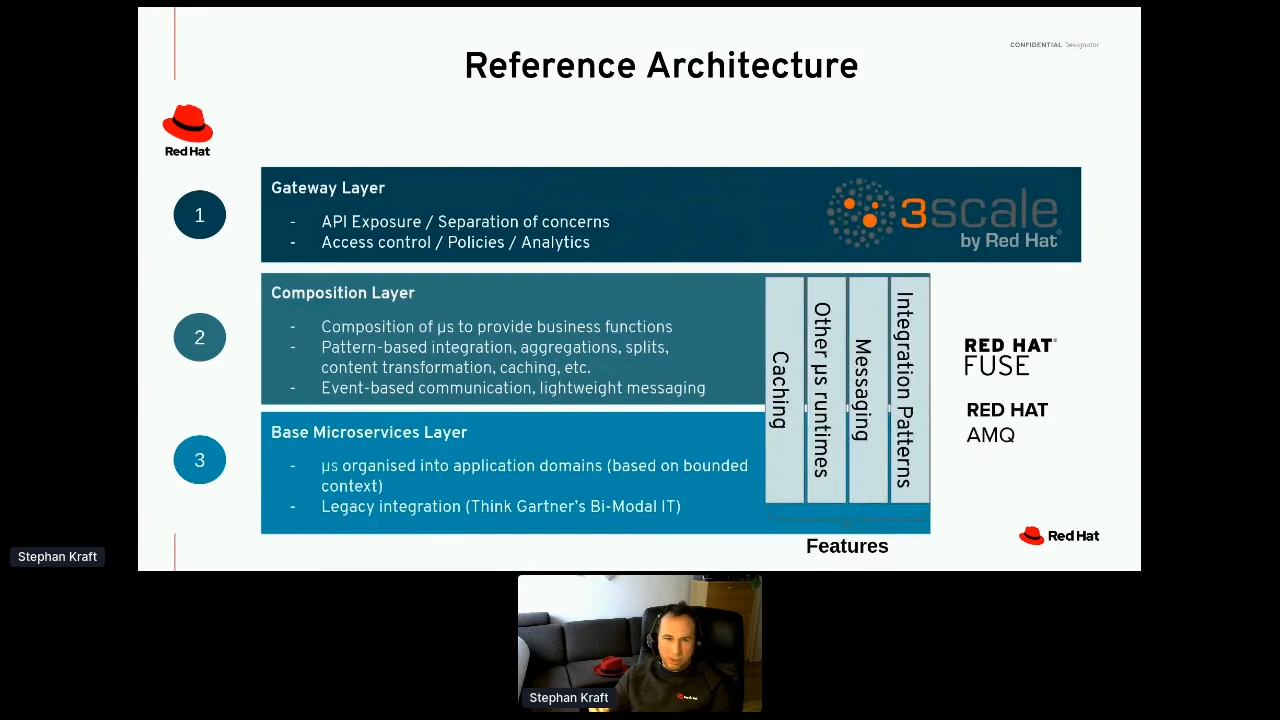 CONFIDENTIAL Designator
Reference Architecture
Red Hat
1
Gateway Layer
- API Exposure / Separation of concerns
- Access control / Policies / Analytics
3scale
by Red Hat
2
Composition Layer
- Composition of µs to provide business functions
- Pattern-based integration, aggregations, splits,
content transformation, caching, etc.
- Event-based communication, lightweight messaging
3
Base Microservices Layer
- µs organised into application domains (based on bounded
context)
- Legacy integration (Think Gartner's Bi-Modal IT)
Caching
Other µs runtimes
Messaging
Integration Patterns
Features
RED HAT
FUSE
RED HAT
AMQ
Red Hat
Stephan Kraft
Stephan Kraft